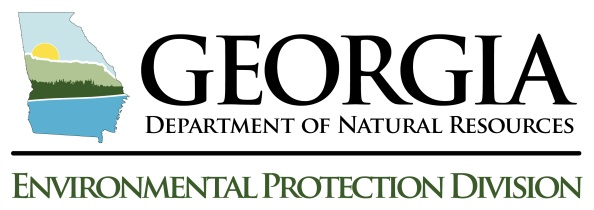 GEORGIA
DEPARTMENT OF NATURAL RESOURCES
ENVIRONMENTAL PROTECTION DIVISION